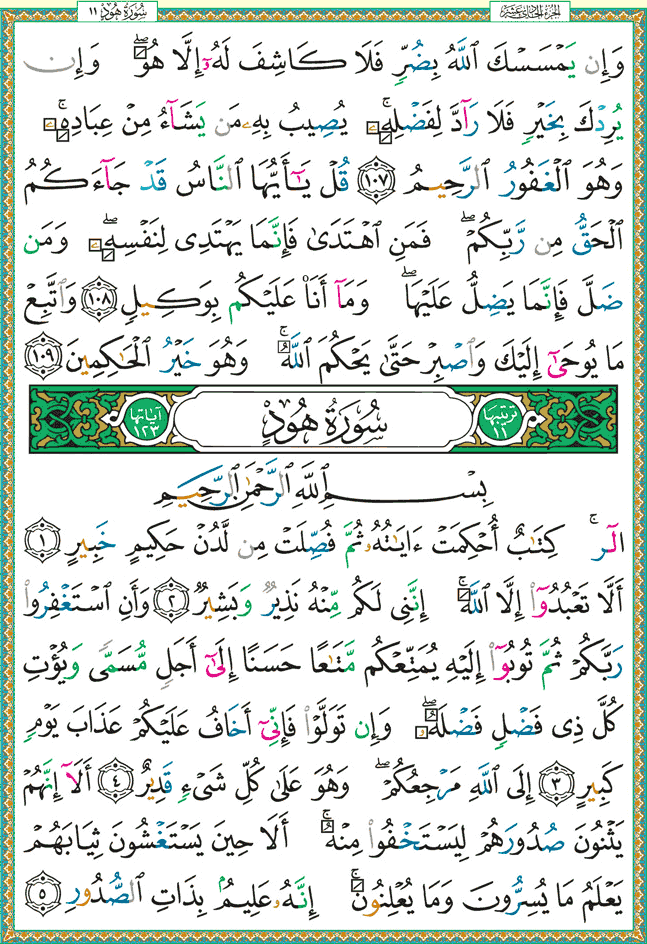 سُورَةُ هُودٍ ١١
الجزء الحادي عشر
وَإِن يَمْسَسْكَ ٱللَّهُ بِضُرٍّ فَلَا كَاشِفَ لَهُۥٓ إِلَّا هُوَ ۖ وَإِن
يُرِدْكَ بِخَيْرٍ فَلَا رَآدَّ لِفَضْلِهِۦ ۚ يُصِيبُ بِهِۦ مَن يَشَآءُ مِنْ عِبَادِهِۦ ۚ
وَهُوَ ٱلْغَفُورُ ٱلرَّحِيمُ ١٠٧ قُلْ يَـٰٓأَيُّهَا ٱلنَّاسُ قَدْ جَآءَكُمُ
ٱلْحَقُّ مِن رَّبِّكُمْ ۖ فَمَنِ ٱهْتَدَىٰ فَإِنَّمَا يَهْتَدِى لِنَفْسِهِۦ ۖ وَمَن
ضَلَّ فَإِنَّمَا يَضِلُّ عَلَيْهَا ۖ وَمَآ أَنَا۠ عَلَيْكُم بِوَكِيلٍ ١٠٨ وَٱتَّبِعْ
مَا يُوحَىٰٓ إِلَيْكَ وَٱصْبِرْ حَتَّىٰ يَحْكُمَ ٱللَّهُ ۚ وَهُوَ خَيْرُ ٱلْحَـٰكِمِينَ ١٠٩
ترتيبها ١١ سُورَةُ هُودٍ آياتها ١٢٣
بِسْمِ ٱللَّهِ ٱلرَّحْمَـٰنِ ٱلرَّحِيمِ
الٓر ۚ كِتَـٰبٌ أُحْكِمَتْ ءَايَـٰتُهُۥ ثُمَّ فُصِّلَتْ مِن لَّدُنْ حَكِيمٍ خَبِيرٍ ١
أَلَّا تَعْبُدُوٓا۟ إِلَّا ٱللَّهَ ۚ إِنَّنِى لَكُم مِّنْهُ نَذِيرٌ وَبَشِيرٌ ٢ وَأَنِ ٱسْتَغْفِرُوا۟
رَبَّكُمْ ثُمَّ تُوبُوٓا۟ إِلَيْهِ يُمَتِّعْكُم مَّتَـٰعًا حَسَنًا إِلَىٰٓ أَجَلٍ مُّسَمًّى وَيُؤْتِ
كُلَّ ذِى فَضْلٍ فَضْلَهُۥ ۖ وَإِن تَوَلَّوْا۟ فَإِنِّىٓ أَخَافُ عَلَيْكُمْ عَذَابَ يَوْمٍ
كَبِيرٍ ٣ إِلَى ٱللَّهِ مَرْجِعُكُمْ ۖ وَهُوَ عَلَىٰ كُلِّ شَىْءٍ قَدِيرٌ ٤ أَلَآ إِنَّهُمْ
يَثْنُونَ صُدُورَهُمْ لِيَسْتَخْفُوا۟ مِنْهُ ۚ أَلَا حِينَ يَسْتَغْشُونَ ثِيَابَهُمْ
يَعْلَمُ مَا يُسِرُّونَ وَمَا يُعْلِنُونَ ۚ إِنَّهُۥ عَلِيمٌۢ بِذَاتِ ٱلصُّدُورِ ٥